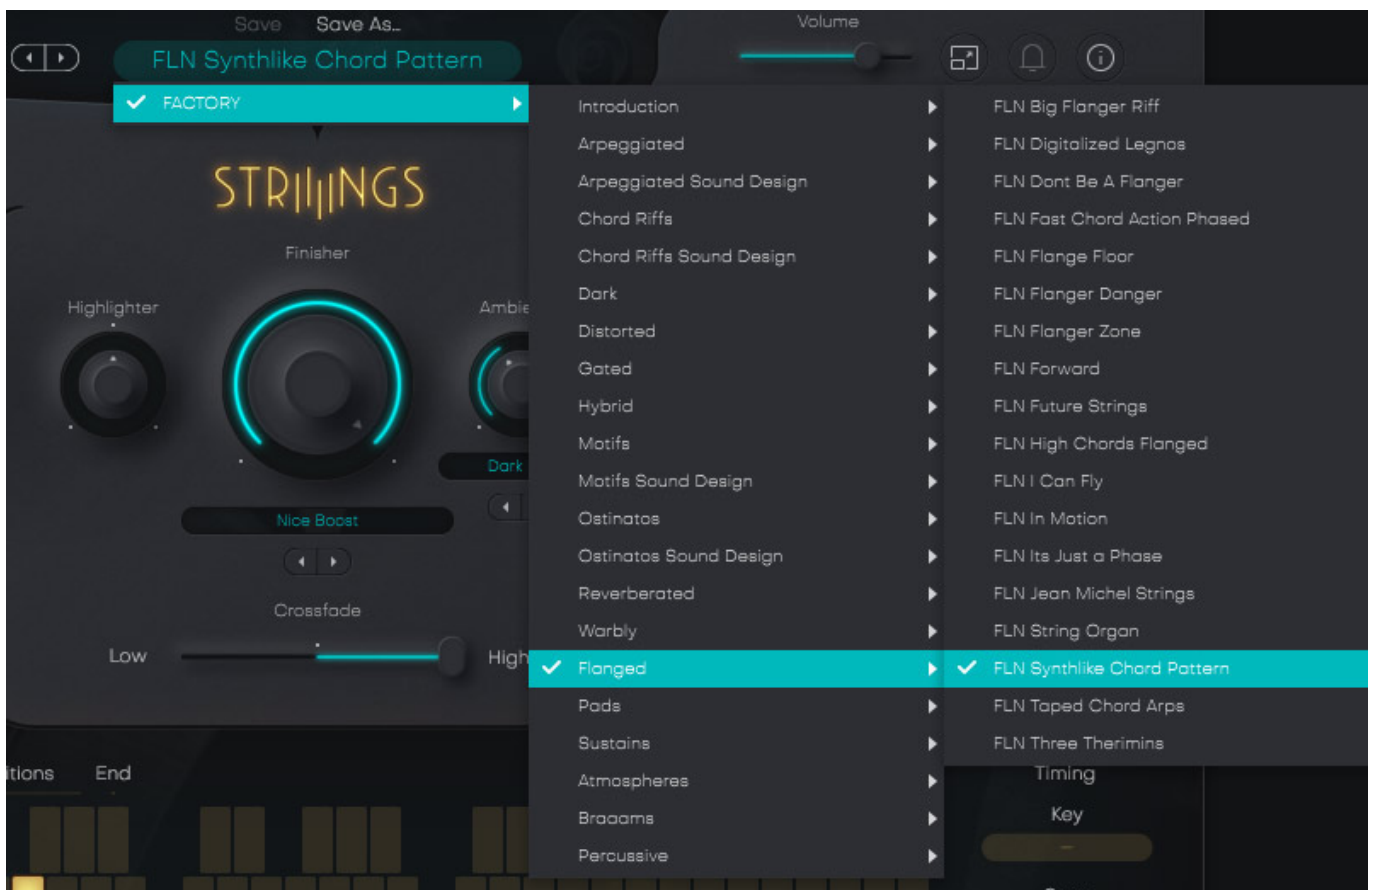 Save Save As...
Volume
FLN Synthlike Chord Pattern
FACTORY
STRIIIINGS
Finisher
Highlighter
Ambie
Dark
Nice Boost
Crossfade
Low
High
itions End
Introduction
Arpeggiated
Arpeggiated Sound Design
Chord Riffs
Chord Riffs Sound Design
Dark
Distorted
Gated
Hybrid
Motifs
Motifs Sound Design
Ostinatos
Ostinatos Sound Design
Reverberated
Warbly
Flanged
Pads
Sustains
Atmospheres
Braaams
Percussive
FLN Big Flanger Riff
FLN Digitalized Legnos
FLN Dont Be A Flanger
FLN Fast Chord Action Phased
FLN Flange Floor
FLN Flanger Danger
FLN Flanger Zone
FLN Forward
FLN Future Strings
FLN High Chords Flanged
FLN I Can Fly
FLN In Motion
FLN Its Just a Phase
FLN Jean Michel Strings
FLN String Organ
FLN Synthlike Chord Pattern
FLN Taped Chord Arps
FLN Three Therimins
Timing
Key